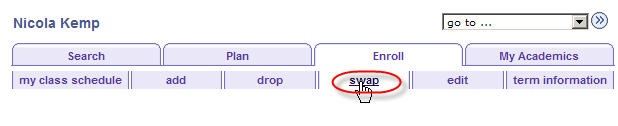 Nicola Kemp go to ...
Search Plan Enroll My Academics
my class schedule add drop swap edit term information